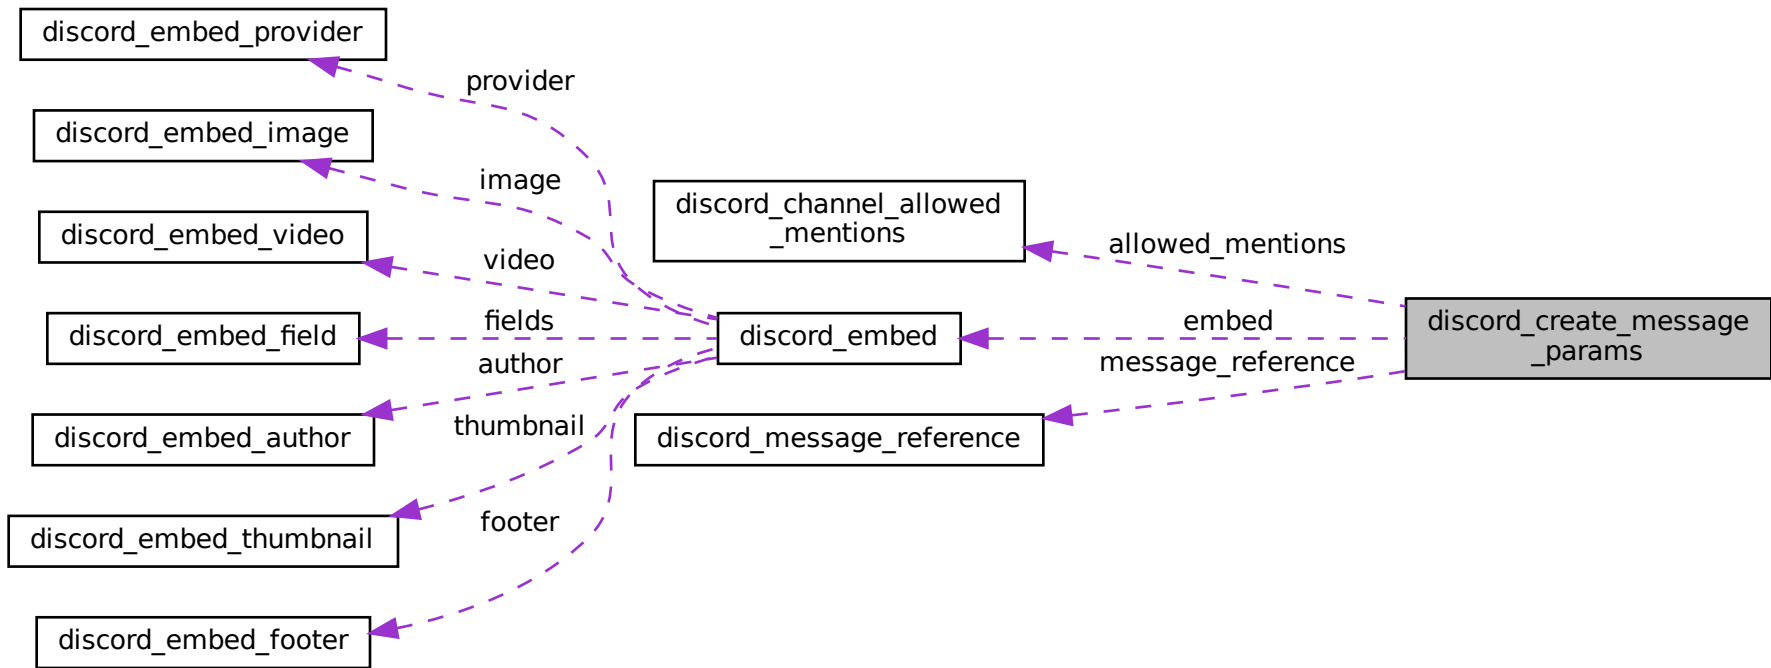 discord_embed_provider
provider
discord_embed_image
image
discord_embed_video
video
discord_embed_field
fields
discord_embed_author
author
discord_embed_thumbnail
thumbnail
discord_embed_footer
footer
discord_channel_allowed
_mentions
discord_embed
discord_message_reference
allowed_mentions
embed
message_reference
discord_create_message
_params